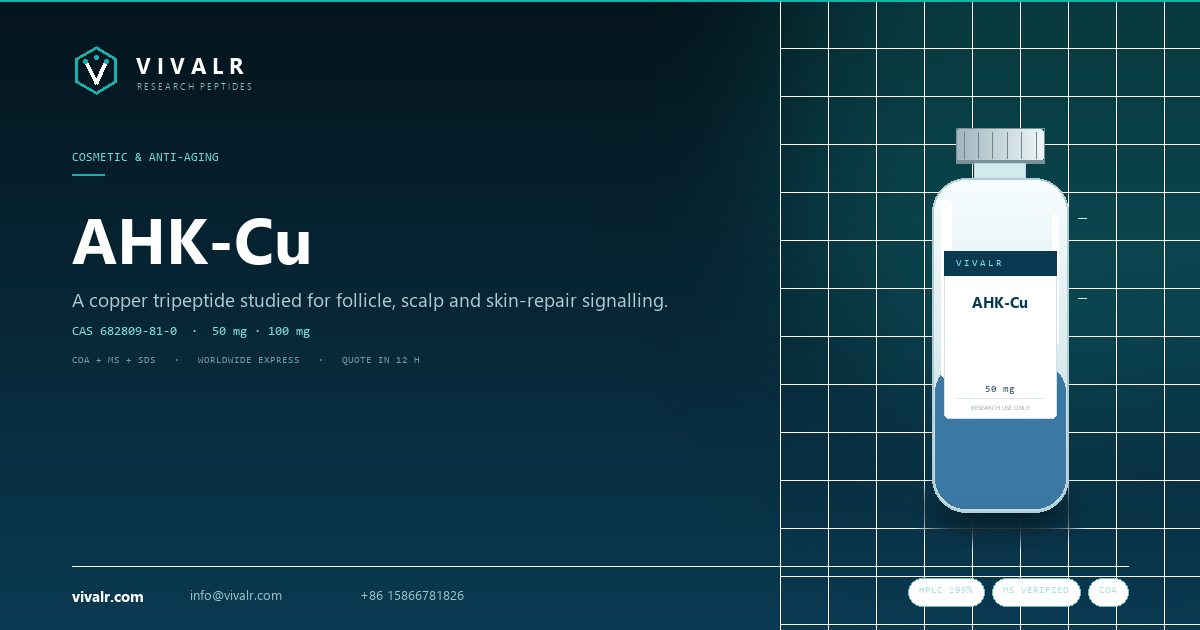 VIVALR
RESEARCH PEPTIDES
COSMETIC & ANTI-AGING
AHK-Cu
A copper tripeptide studied for follicle, scalp and skin-repair signalling.
CAS 682809-81-0 · 50 mg · 100 mg
COA + MS + SDS · WORLDWIDE EXPRESS · QUOTE IN 12 H
VIVALR
AHK-Cu
50 mg
RESEARCH USE ONLY
vivalr.com info@vivalr.com +86 15866781826
HPLC ≥99% MS VERIFIED COA